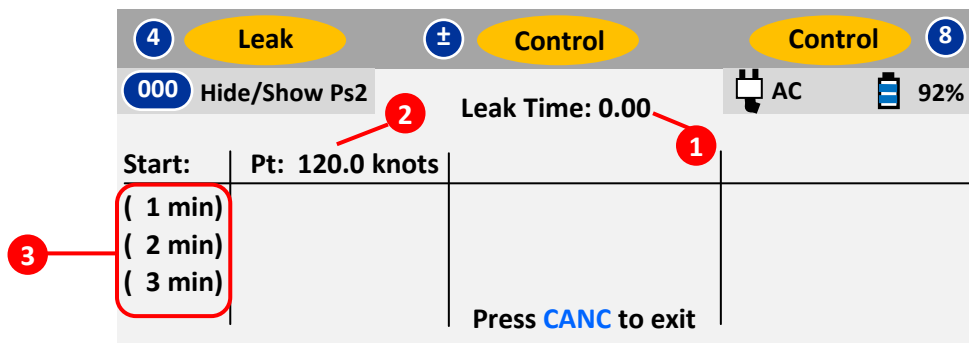 4 Leak ± Control Control 8
000 Hide/Show Ps2 AC 92%
Leak Time: 0.00
2
1
Start: Pt: 120.0 knots
( 1 min)
( 2 min)
3
( 3 min)
Press CANC to exit